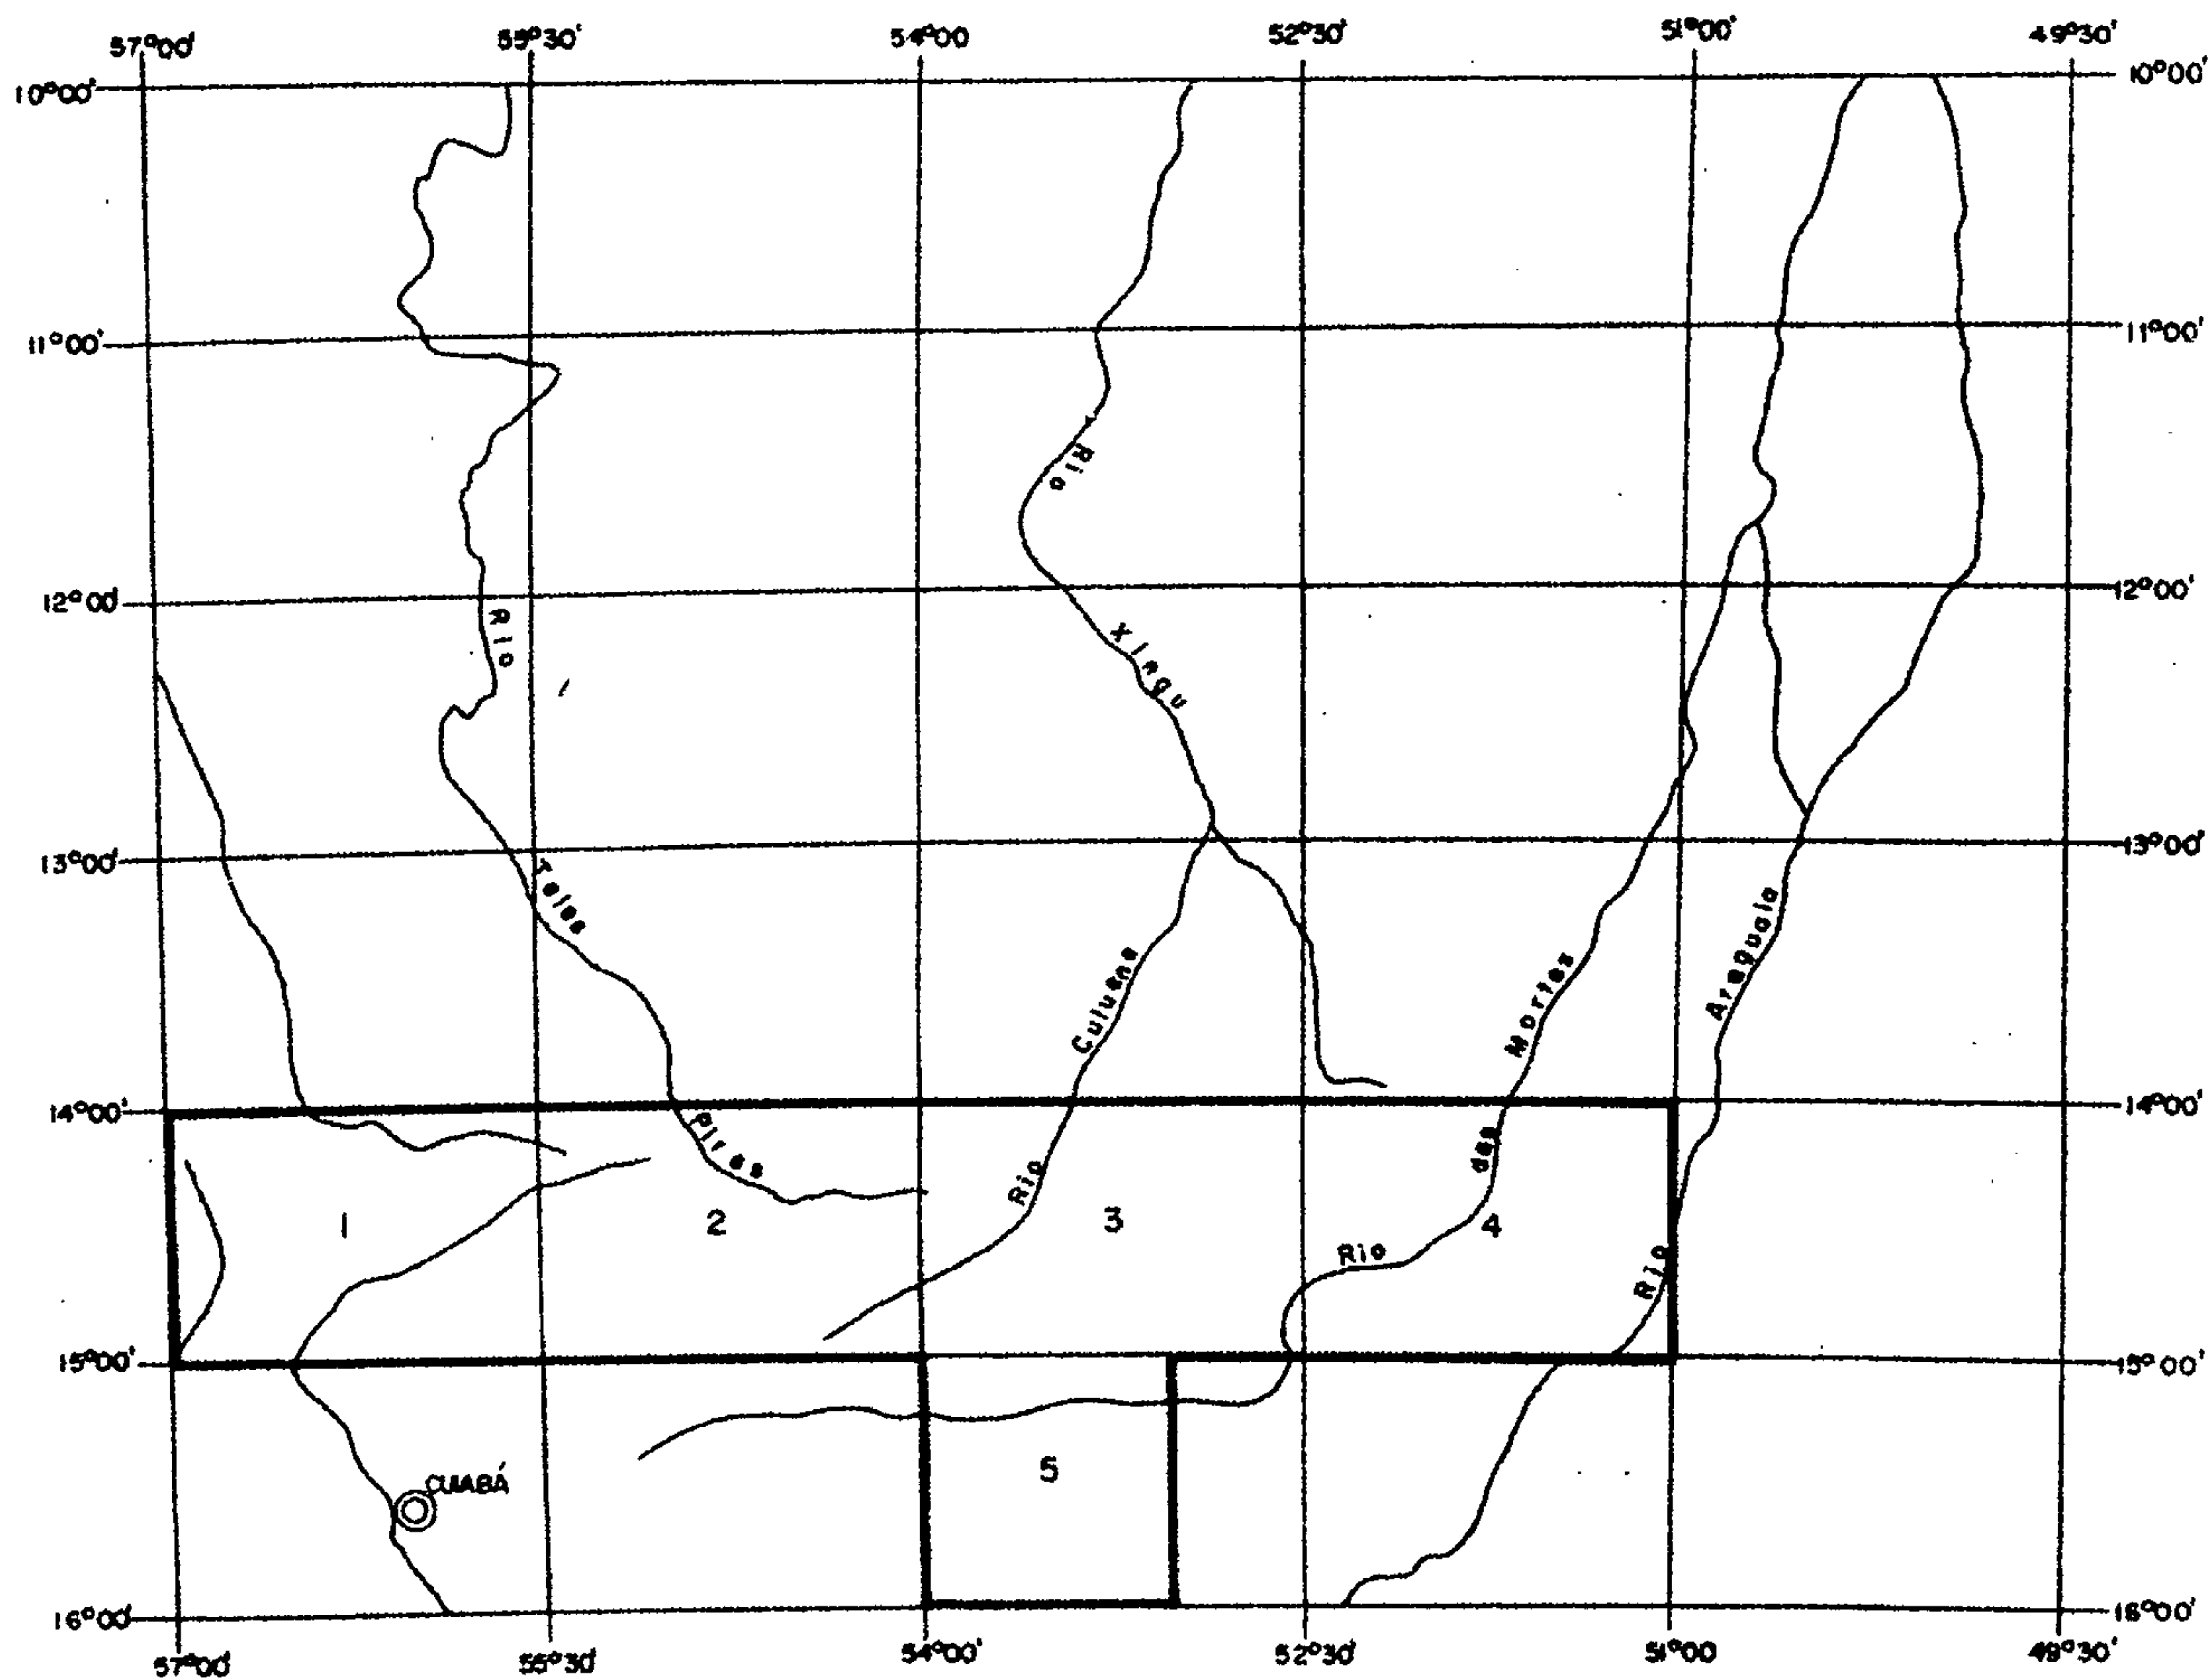 57°00' 55°30' 54°00 52°30' 51°00' 49°30'
10°00' 10°00'
11°00' 11°00'
Rio
12°00 12°00'
Rio
Xingu
13°00' 13°00'
Teles
Culuene
Mortes
Araguaia
14°00' 14°00'
Pires
das
Rio
1 2 3 4
Rio
Rio
15°00' 15°00'
5
CUIABÁ
16°00' 16°00'
57°00' 55°30' 54°00' 52°30' 51°00' 49°30'